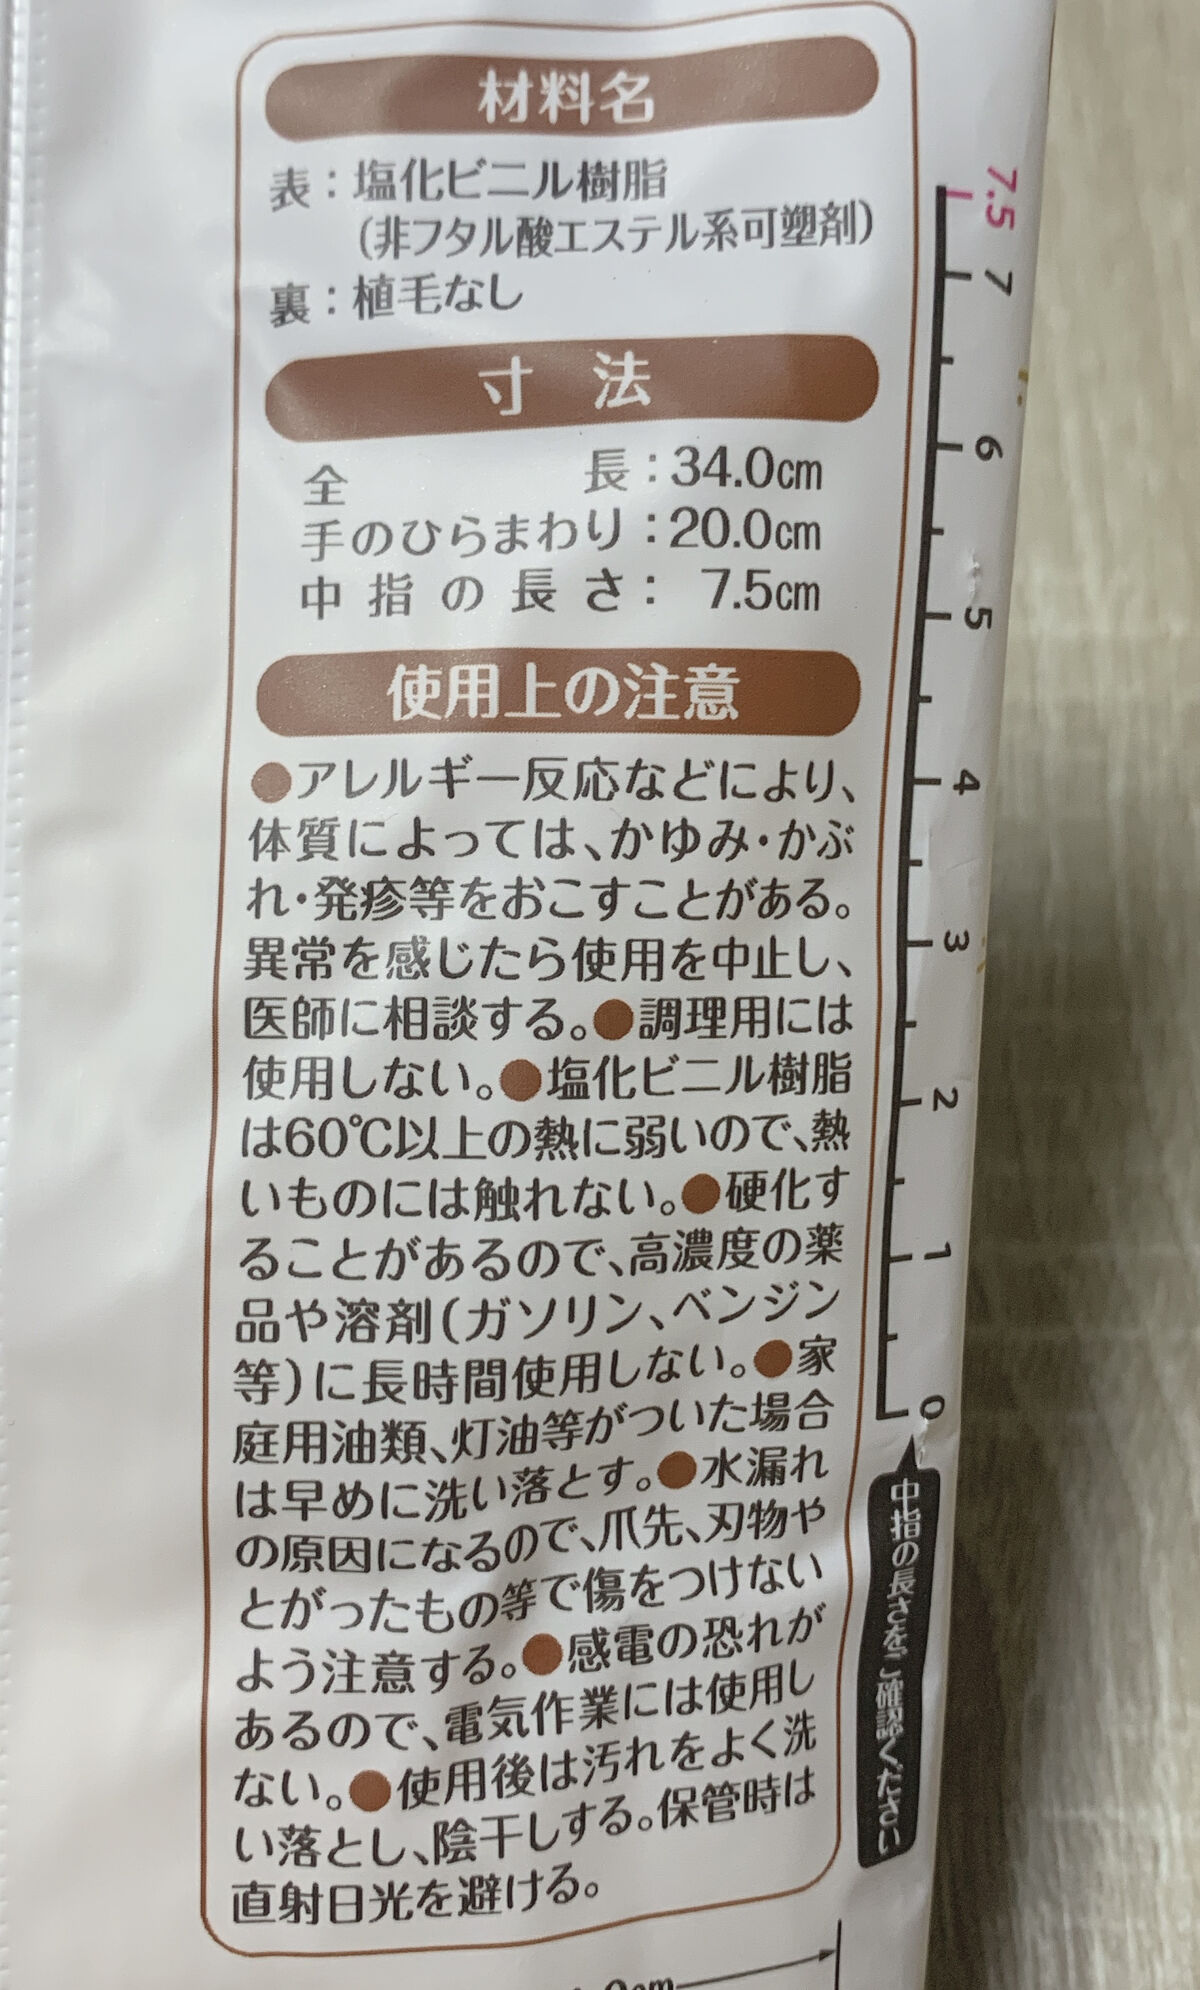 材料名
表：塩化ビニル樹脂
(非フタル酸エステル系可塑剤)
裏：植毛なし
寸 法
全 長：34.0cm
手のひらまわり：20.0cm
中指の長さ： 7.5cm
使用上の注意
●アレルギー反応などにより、
体質によっては、かゆみ・かぶ
れ・発疹等をおこすことがある。
異常を感じたら使用を中止し、
医師に相談する。●調理用には
使用しない。●塩化ビニル樹脂
は60℃以上の熱に弱いので、熱
いものには触れない。●硬化す
ることがあるので、高濃度の薬
品や溶剤(ガソリン、ベンジン
等)に長時間使用しない。●家
庭用油類、灯油等がついた場合
は早めに洗い落とす。●水漏れ
の原因になるので、爪先、刃物や
とがったもの等で傷をつけない
よう注意する。●感電の恐れが
あるので、電気作業には使用し
ない。●使用後は汚れをよく洗
い落とし、陰干しする。保管時は
直射日光を避ける。
7.5
7
6
5
4
3
2
1
0
中指の長さをご確認ください